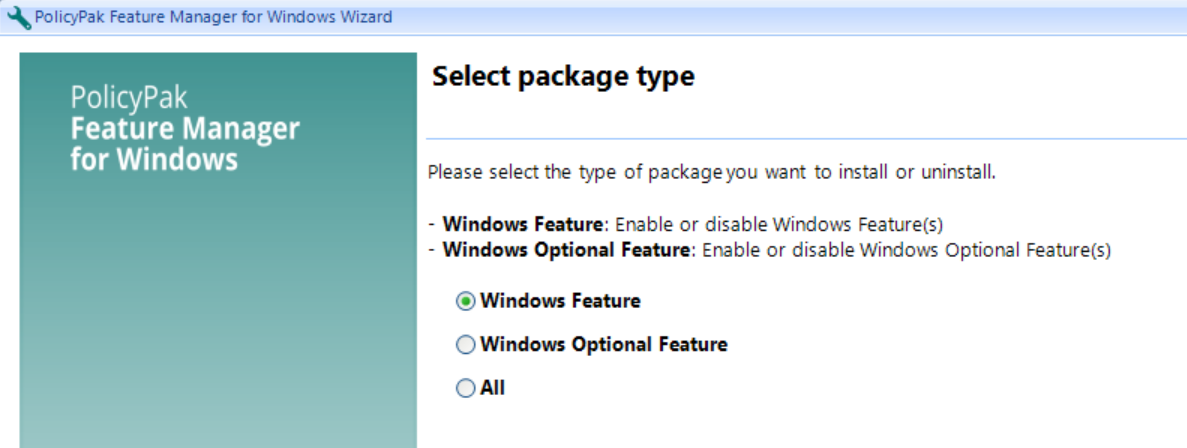 PolicyPak Feature Manager for Windows Wizard
PolicyPak
Feature Manager
for Windows
Select package type
Please select the type of package you want to install or uninstall.
- Windows Feature: Enable or disable Windows Feature(s)
- Windows Optional Feature: Enable or disable Windows Optional Feature(s)
Windows Feature
Windows Optional Feature
All